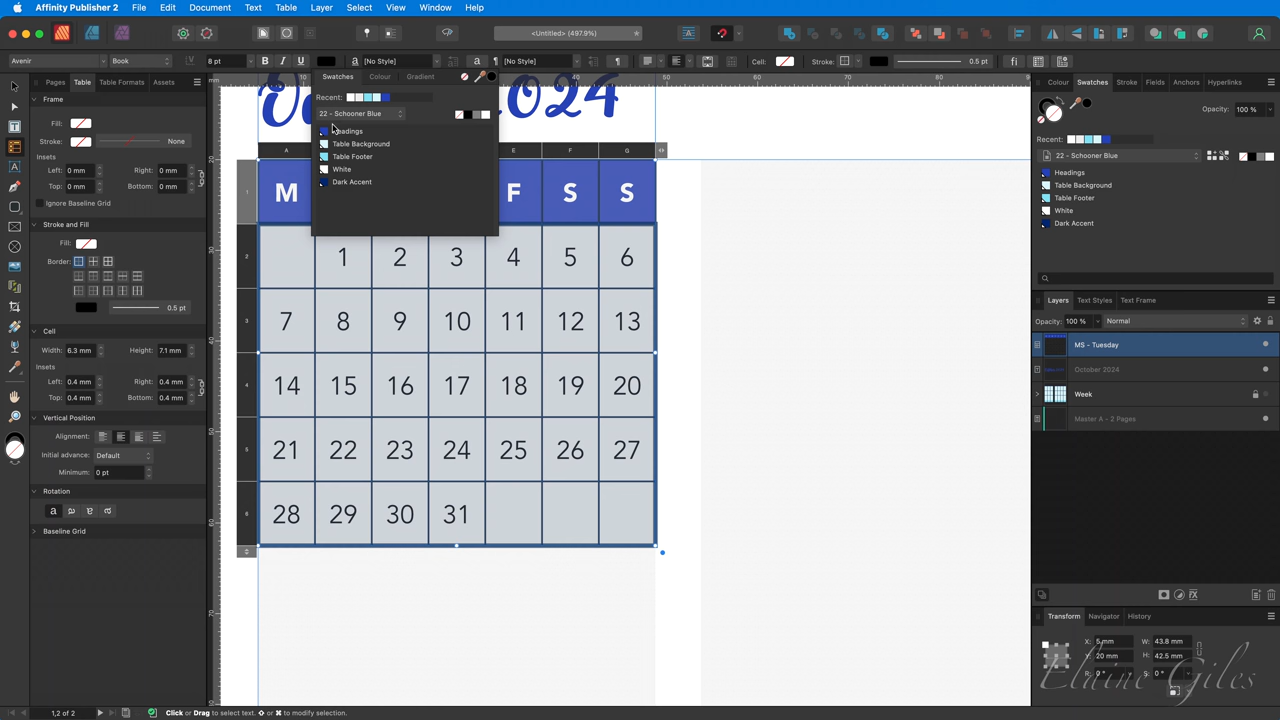 Affinity Publisher 2 File Edit Document Text Table Layer Select View Window Help
<Untitled> (497.9%)
Avenir Book 8 pt B I U a [No Style] a ¶ [No Style] Cell: Stroke: 0.5 pt fi
Pages Table Table Formats Assets
Frame
Fill:
Stroke: None
Insets
Left: 0 mm Right: 0 mm
Top: 0 mm Bottom: 0 mm
Ignore Baseline Grid
Stroke and Fill
Fill:
Border:
0.5 pt
Cell
Width: 6.3 mm Height: 7.1 mm
Insets
Left: 0.4 mm Right: 0.4 mm
Top: 0.4 mm Bottom: 0.4 mm
Vertical Position
Alignment:
Initial advance: Default
Minimum: 0 pt
Rotation
a
Baseline Grid
Swatches Colour Gradient
Recent:
22 - Schooner Blue
Headings
Table Background
Table Footer
White
Dark Accent
2024
A E F G
M F S S
1 2 3 4 5 6
7 8 9 10 11 12 13
14 15 16 17 18 19 20
21 22 23 24 25 26 27
28 29 30 31
Colour Swatches Stroke Brushes Hyperlinks
Opacity: 100 %
Recent:
22 - Schooner Blue
Headings
Table Background
Table Footer
White
Dark Accent
Layers Text Styles Text Frame
Opacity: 100 % Normal
MS - Tuesday
October 2024
Week
Master A - 2 Pages
Transform Navigator History
X: 5 mm W: 43.8 mm
Y: 20 mm H: 42.5 mm
R: 0 ° S: 0 °
Elaine Giles
1,2 of 2 Click or Drag to select text. ⇧ or ⌘ to modify selection.